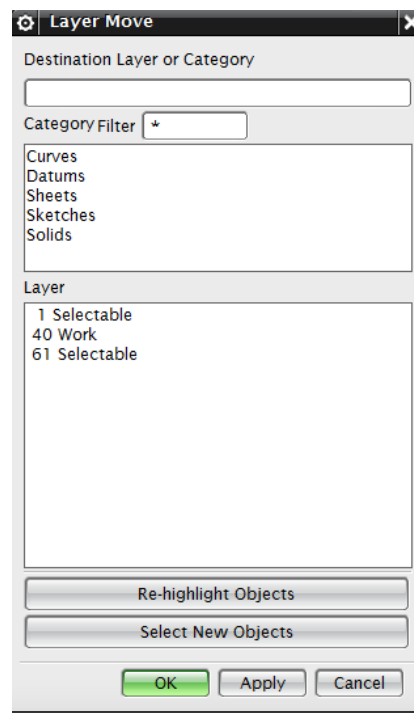 Layer Move
Destination Layer or Category
Category Filter *
Curves
Datums
Sheets
Sketches
Solids
Layer
1 Selectable
40 Work
61 Selectable
Re-highlight Objects
Select New Objects
OK Apply Cancel